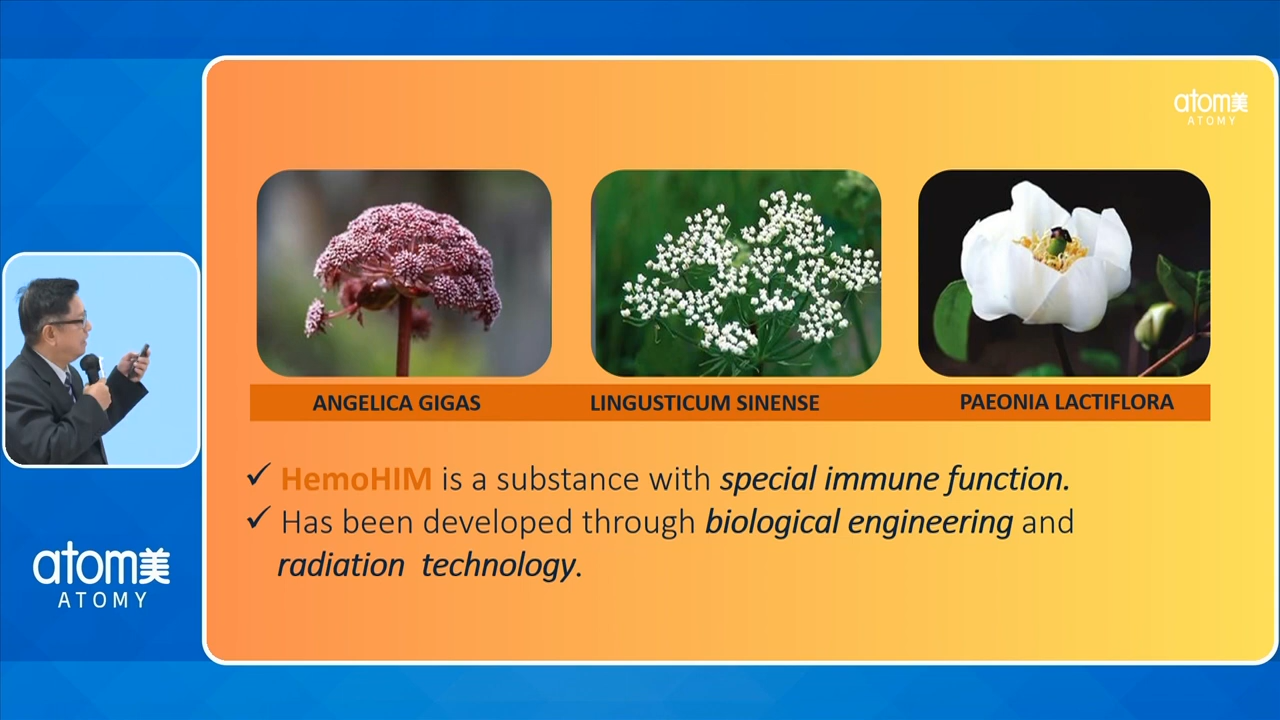 atom美
ATOMY
ANGELICA GIGAS
LINGUSTICUM SINENSE
PAEONIA LACTIFLORA
✓ HemoHIM is a substance with special immune function.
✓ Has been developed through biological engineering and
radiation technology.
atom美
ATOMY